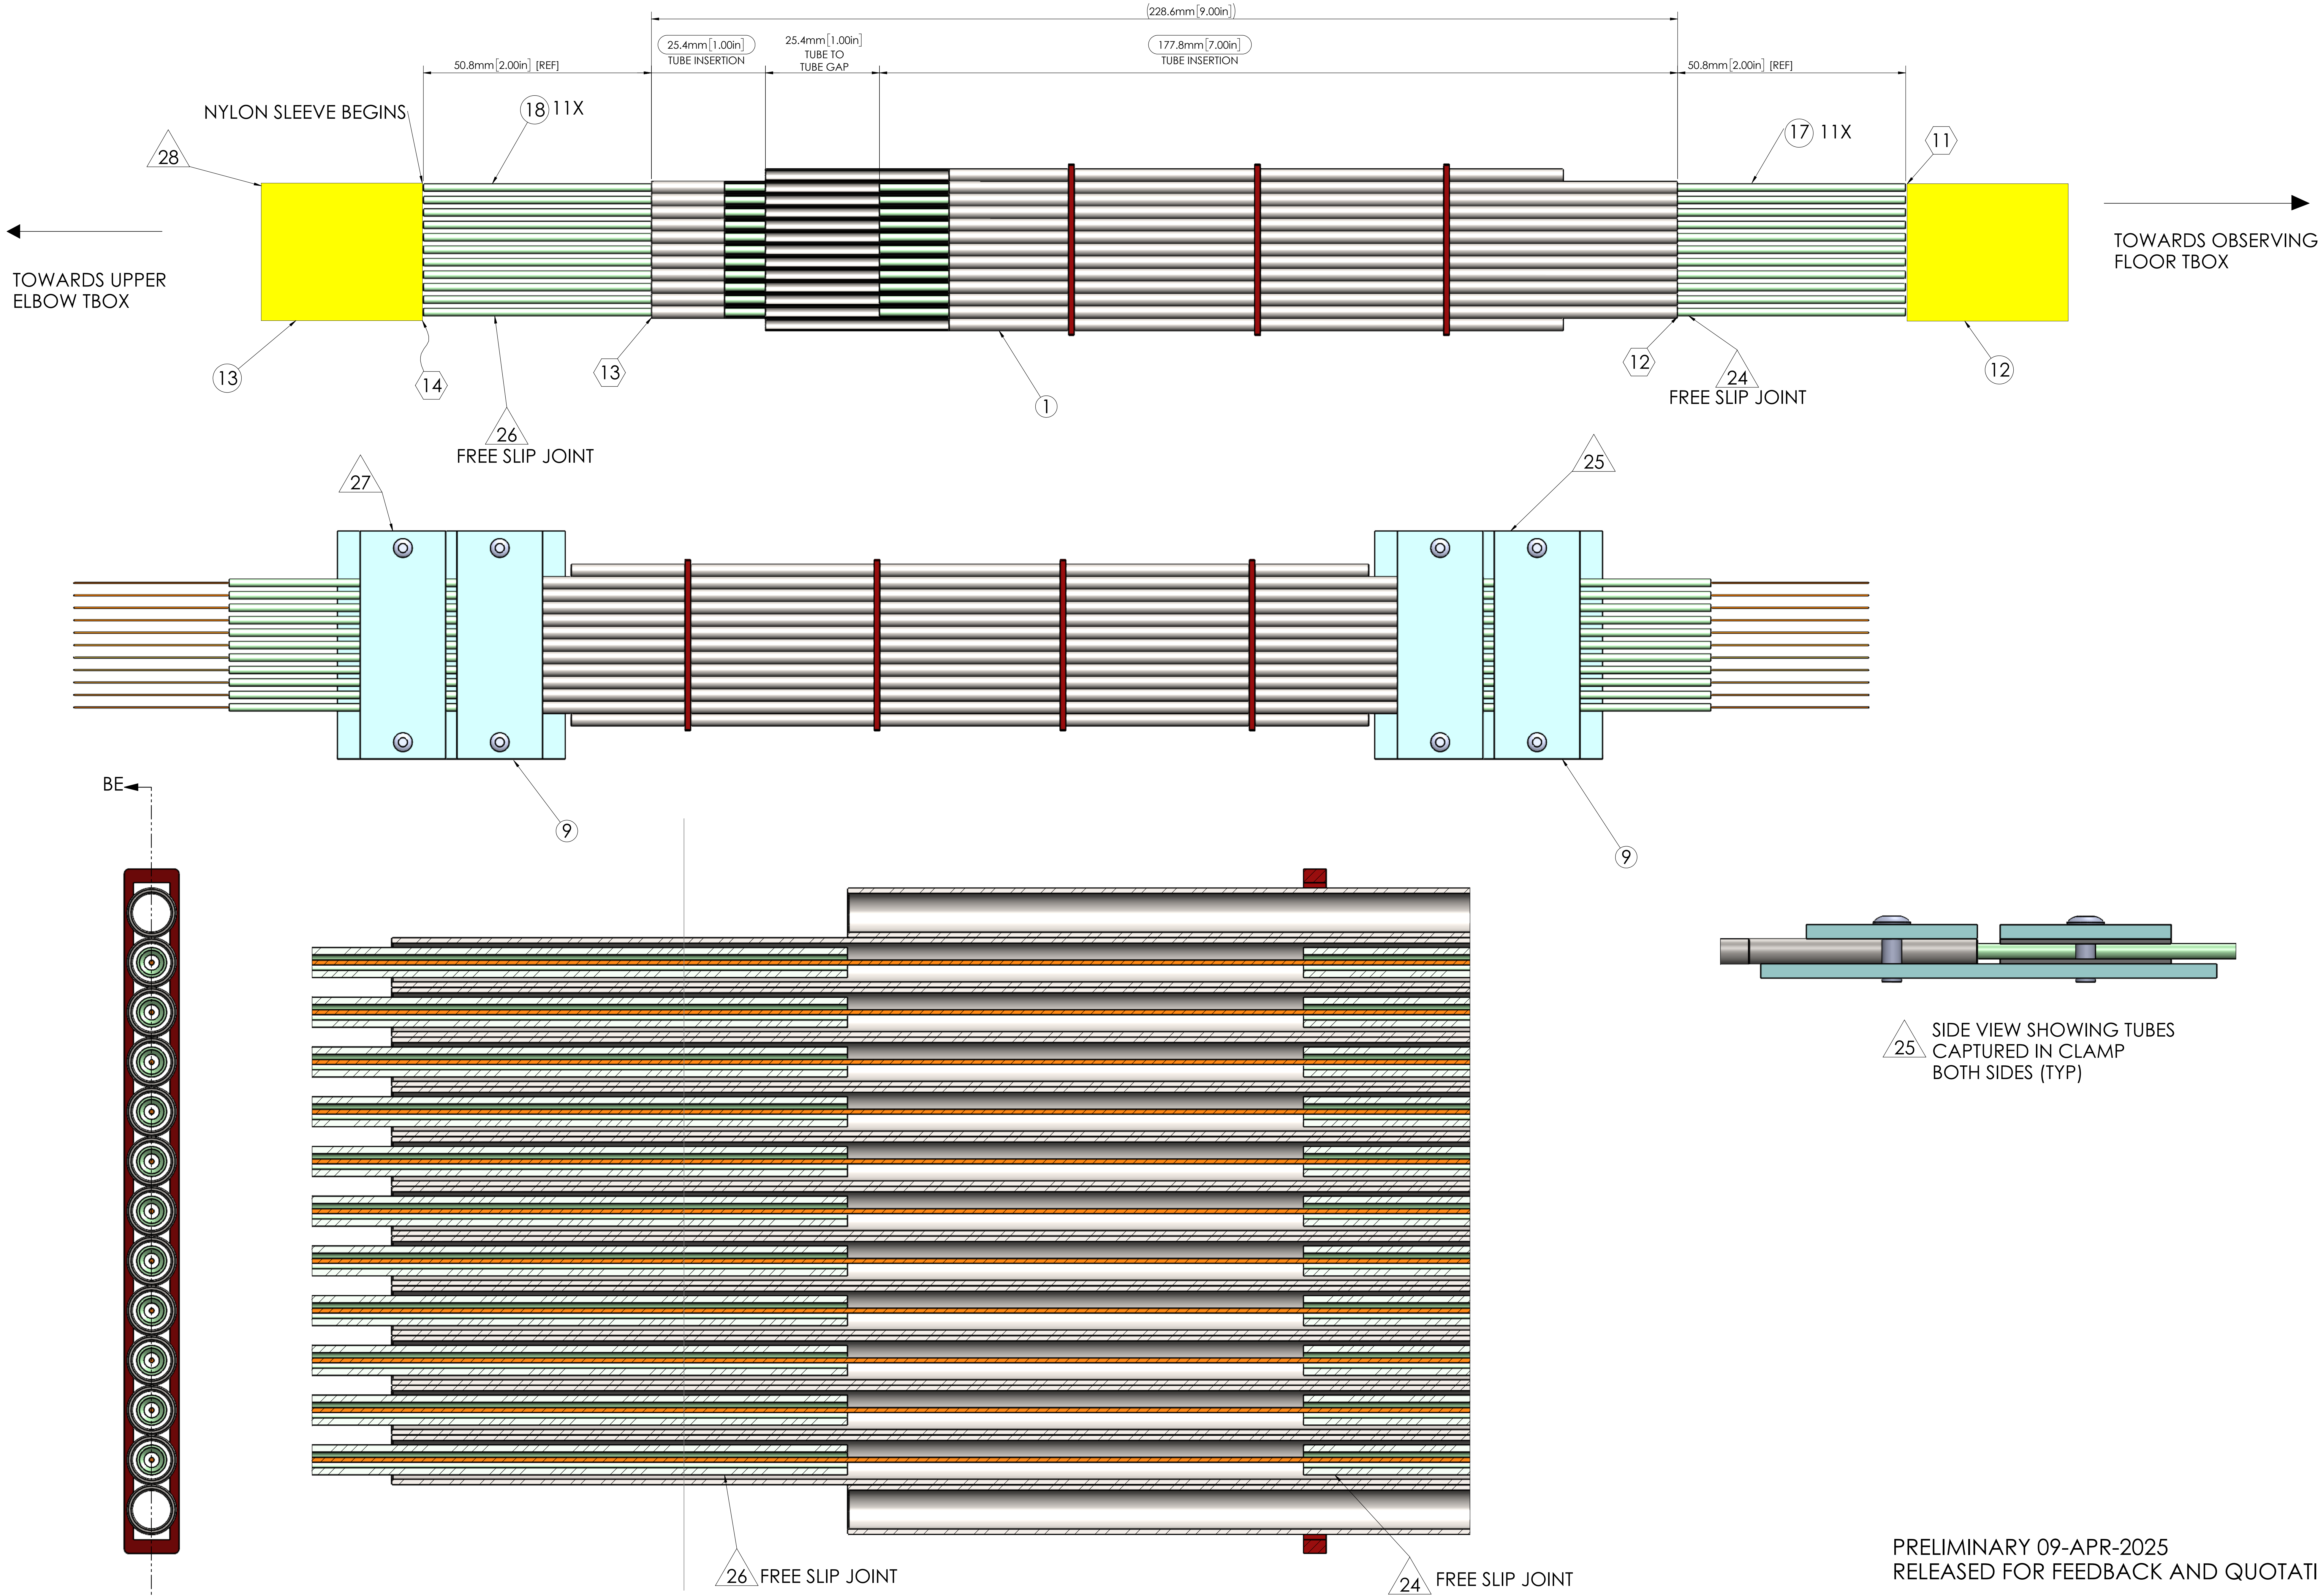 (228.6mm[9.00in])
25.4mm[1.00in]
TUBE INSERTION
25.4mm[1.00in]
TUBE TO
TUBE GAP
177.8mm[7.00in]
TUBE INSERTION
50.8mm[2.00in] [REF]
50.8mm[2.00in] [REF]
NYLON SLEEVE BEGINS
18 11X
17 11X
11
28
TOWARDS UPPER
ELBOW TBOX
TOWARDS OBSERVING
FLOOR TBOX
13
14
13
1
12
12
24
FREE SLIP JOINT
26
FREE SLIP JOINT
27
25
9
9
BE
25
SIDE VIEW SHOWING TUBES
CAPTURED IN CLAMP
BOTH SIDES (TYP)
26 FREE SLIP JOINT
24 FREE SLIP JOINT
PRELIMINARY 09-APR-2025
RELEASED FOR FEEDBACK AND QUOTATI